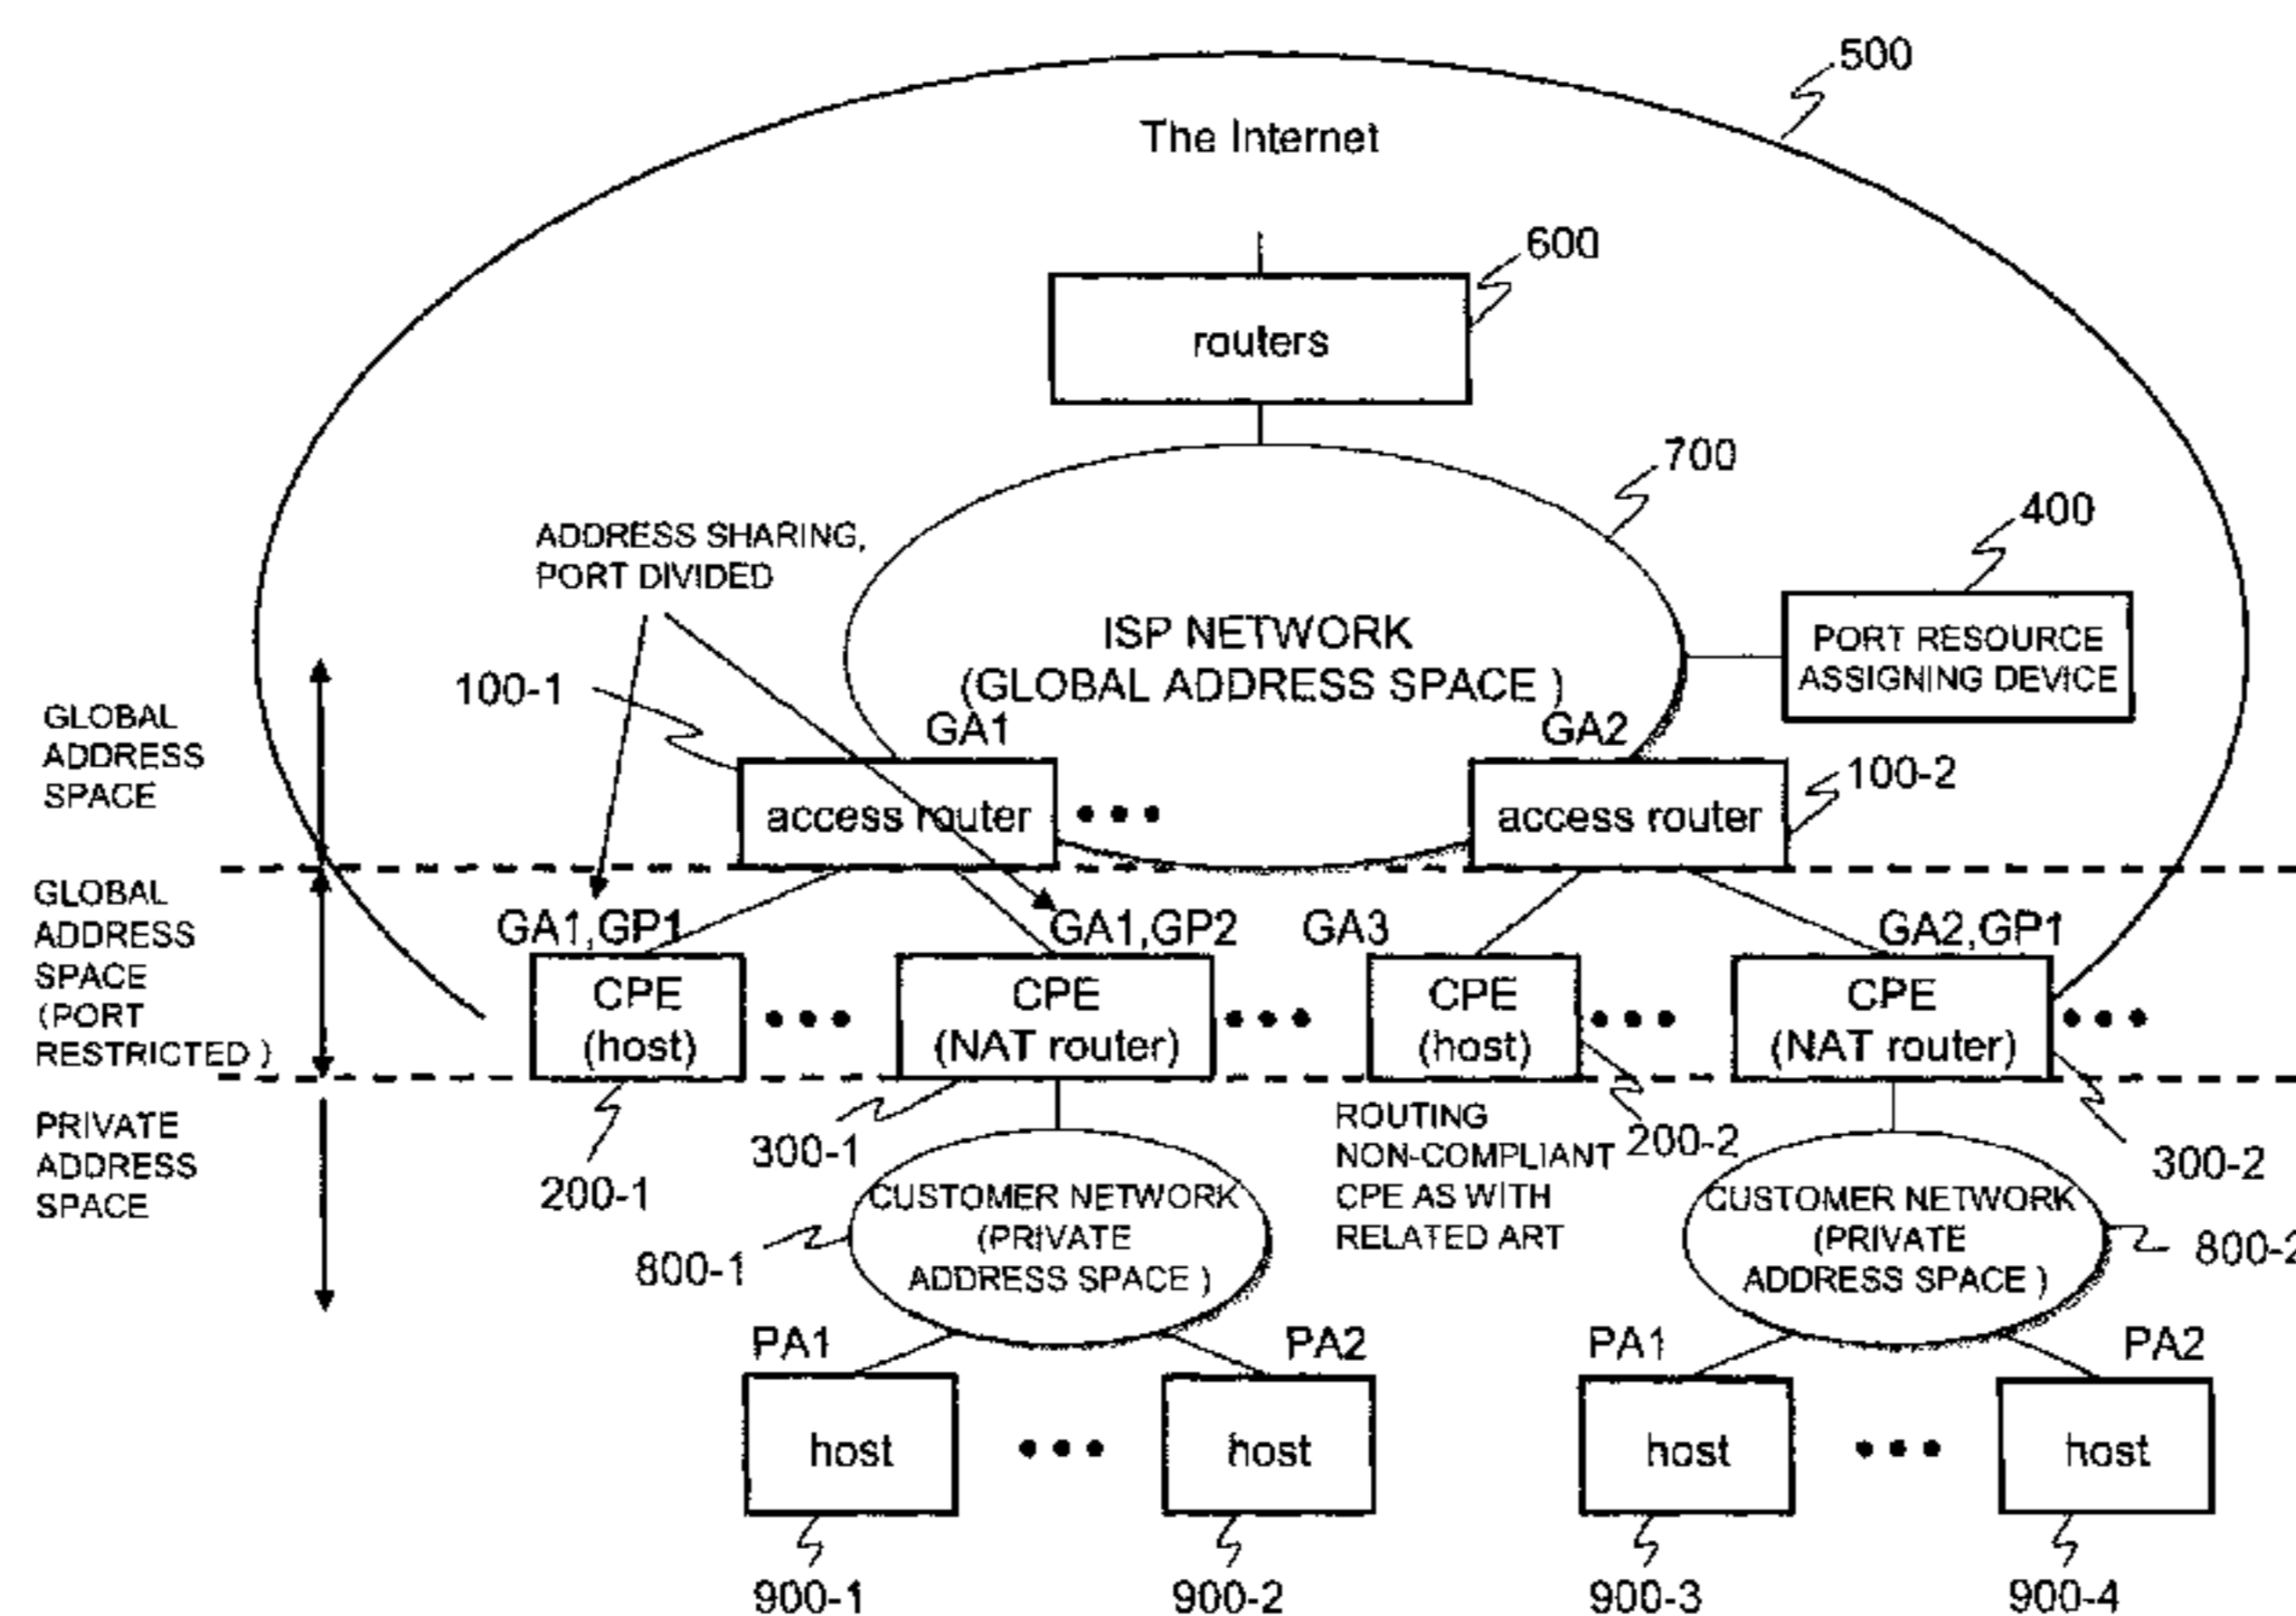 500
The Internet
600
routers
700
400
ADDRESS SHARING,
PORT DIVIDED
PORT RESOURCE
ASSIGNING DEVICE
ISP NETWORK
(GLOBAL ADDRESS SPACE )
100-1
GA1
GA2
100-2
GLOBAL
ADDRESS
SPACE
access router
access router
GLOBAL
ADDRESS
SPACE
(PORT
RESTRICTED )
GA1,GP1
GA1,GP2
GA3
GA2,GP1
CPE
(host)
CPE
(NAT router)
CPE
(host)
CPE
(NAT router)
PRIVATE
ADDRESS
SPACE
200-1
300-1
ROUTING
NON-COMPLIANT
CPE AS WITH
RELATED ART
200-2
300-2
CUSTOMER NETWORK
(PRIVATE
ADDRESS SPACE )
800-1
CUSTOMER NETWORK
(PRIVATE
ADDRESS SPACE )
800-2
PA1
PA2
PA1
PA2
host
host
host
host
900-1
900-2
900-3
900-4